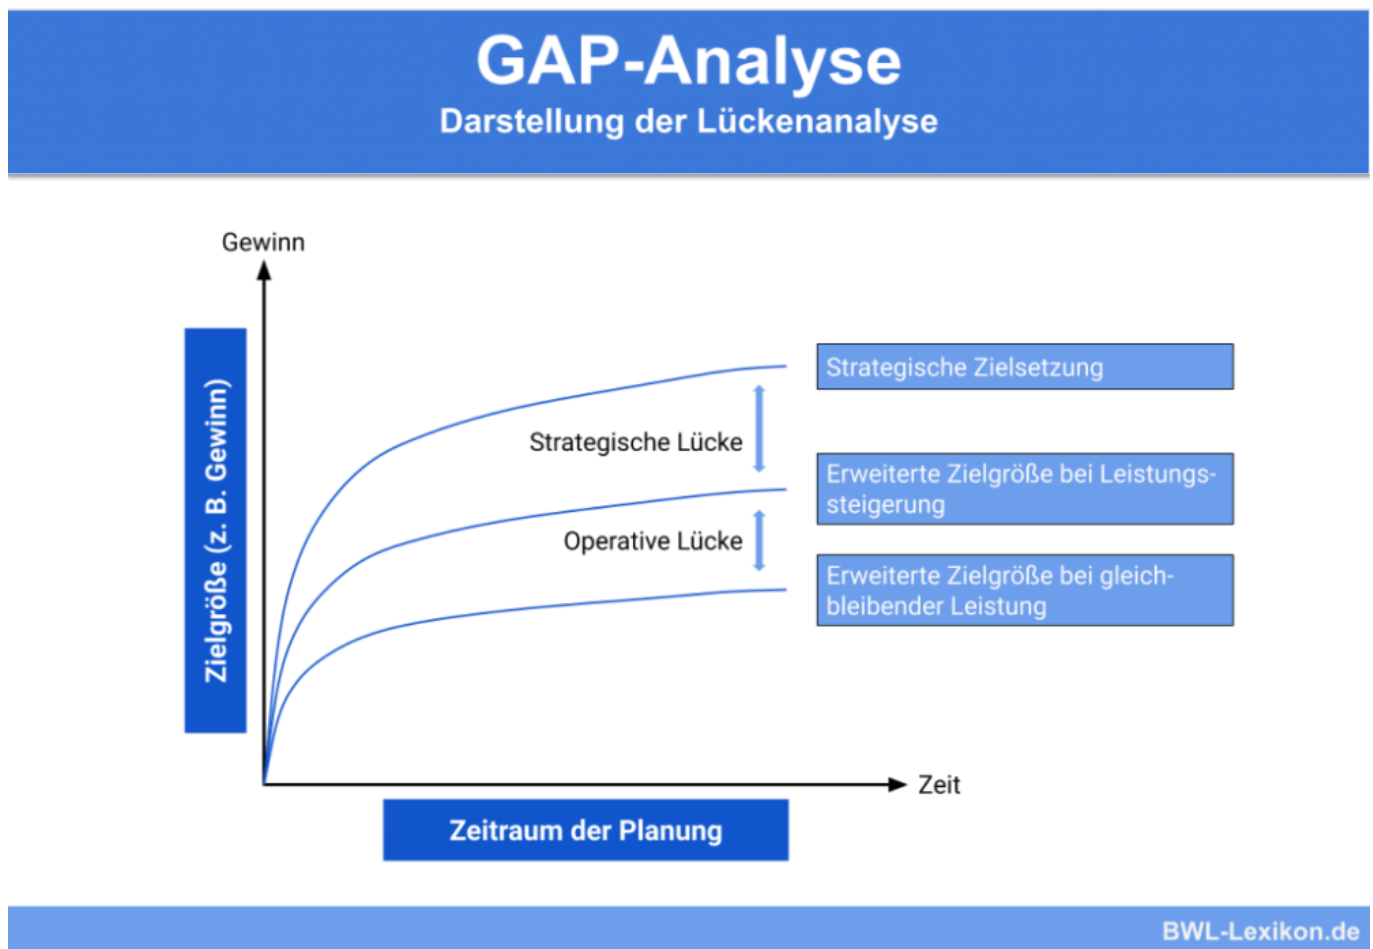 GAP-Analyse
Darstellung der Lückenanalyse
Gewinn
Zielgröße (z. B. Gewinn)
Strategische Zielsetzung
Strategische Lücke
Erweiterte Zielgröße bei Leistungs-
steigerung
Operative Lücke
Erweiterte Zielgröße bei gleich-
bleibender Leistung
Zeit
Zeitraum der Planung
BWL-Lexikon.de